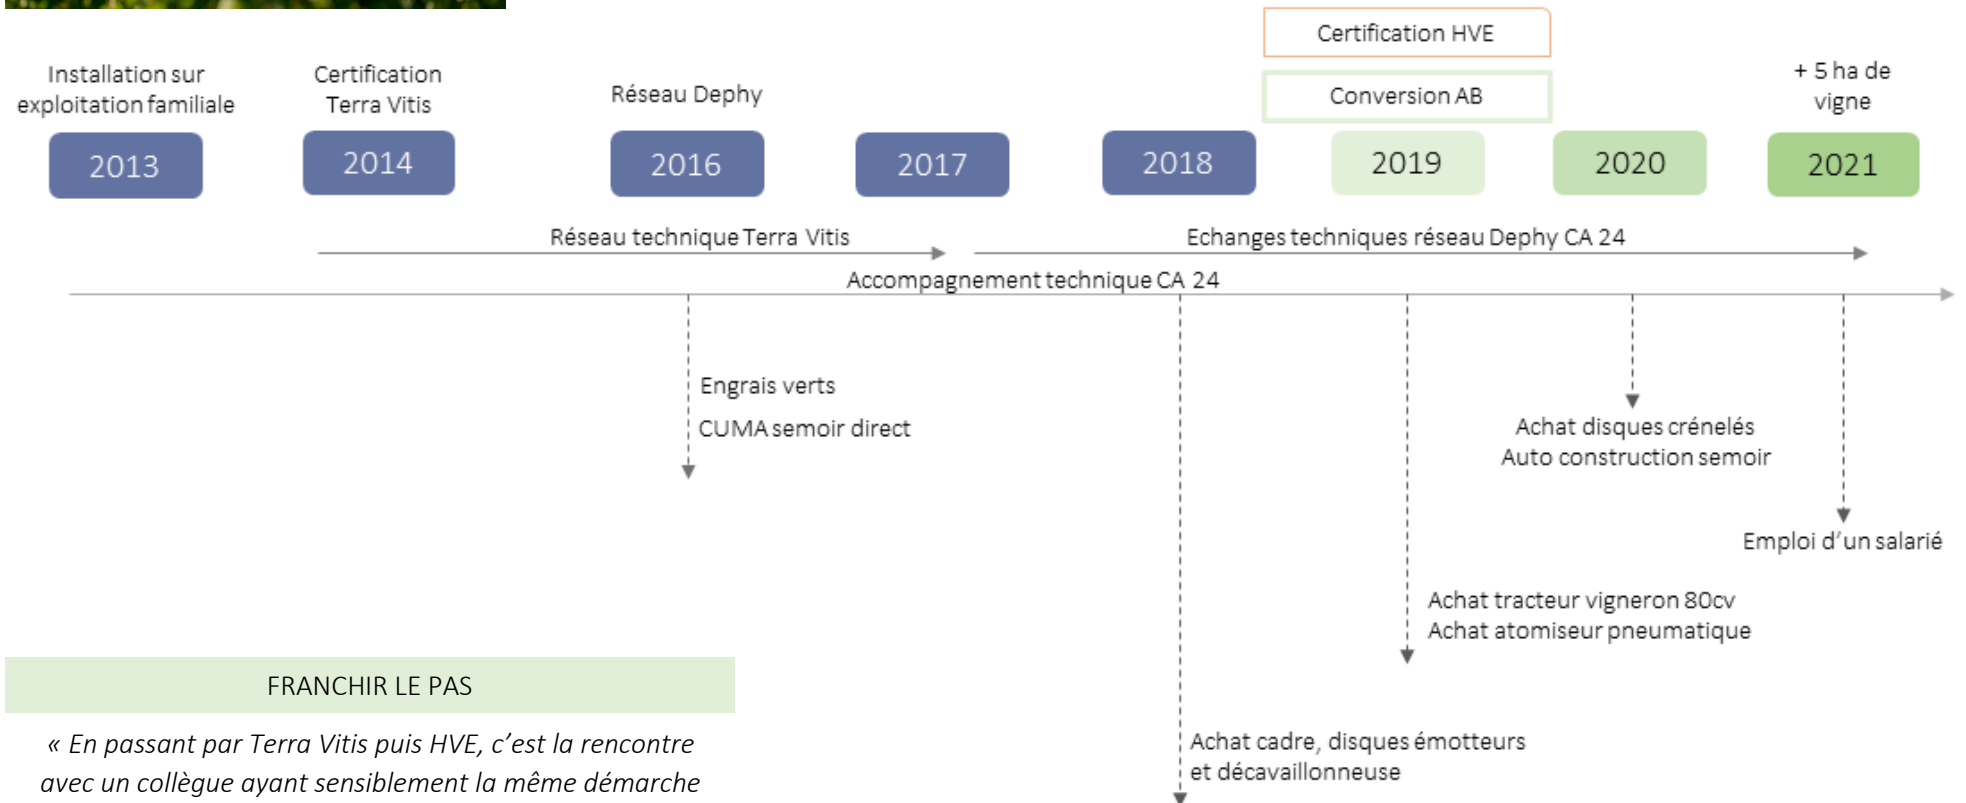 Certification HVE
Installation sur
exploitation familiale
Certification
Terra Vitis
Réseau Dephy
Conversion AB
+ 5 ha de
vigne
2013
2014
2016
2017
2018
2019
2020
2021
Réseau technique Terra Vitis
Echanges techniques réseau Dephy CA 24
Accompagnement technique CA 24
Engrais verts
CUMA semoir direct
Achat disques crénelés
Auto construction semoir
Emploi d’un salarié
Achat tracteur vigneron 80cv
Achat atomiseur pneumatique
Achat cadre, disques émotteurs
et décavaillonneuse
FRANCHIR LE PAS
« En passant par Terra Vitis puis HVE, c’est la rencontre
avec un collègue ayant sensiblement la même démarche